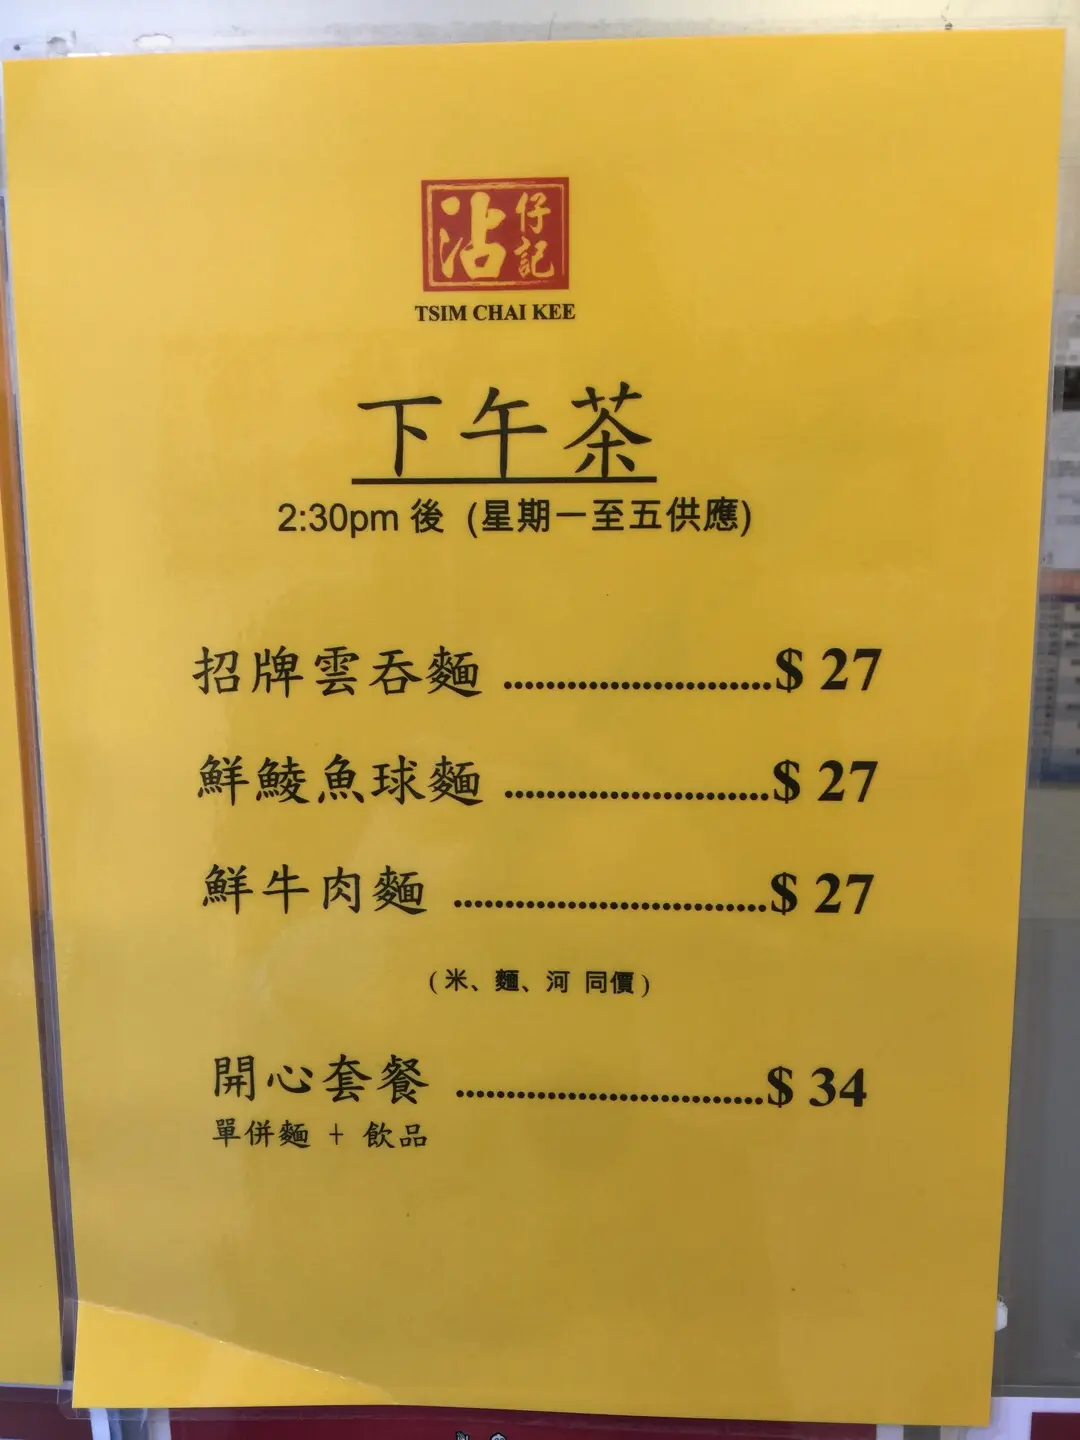 沾仔記
TSIM CHAI KEE
下午茶
2:30pm 後 (星期一至五供應)
招牌雲吞麵 .........................$ 27
鮮鯪魚球麵 .........................$ 27
鮮牛肉麵 .............................$ 27
(米、麵、河 同價)
開心套餐 .............................$ 34
單併麵 + 飲品